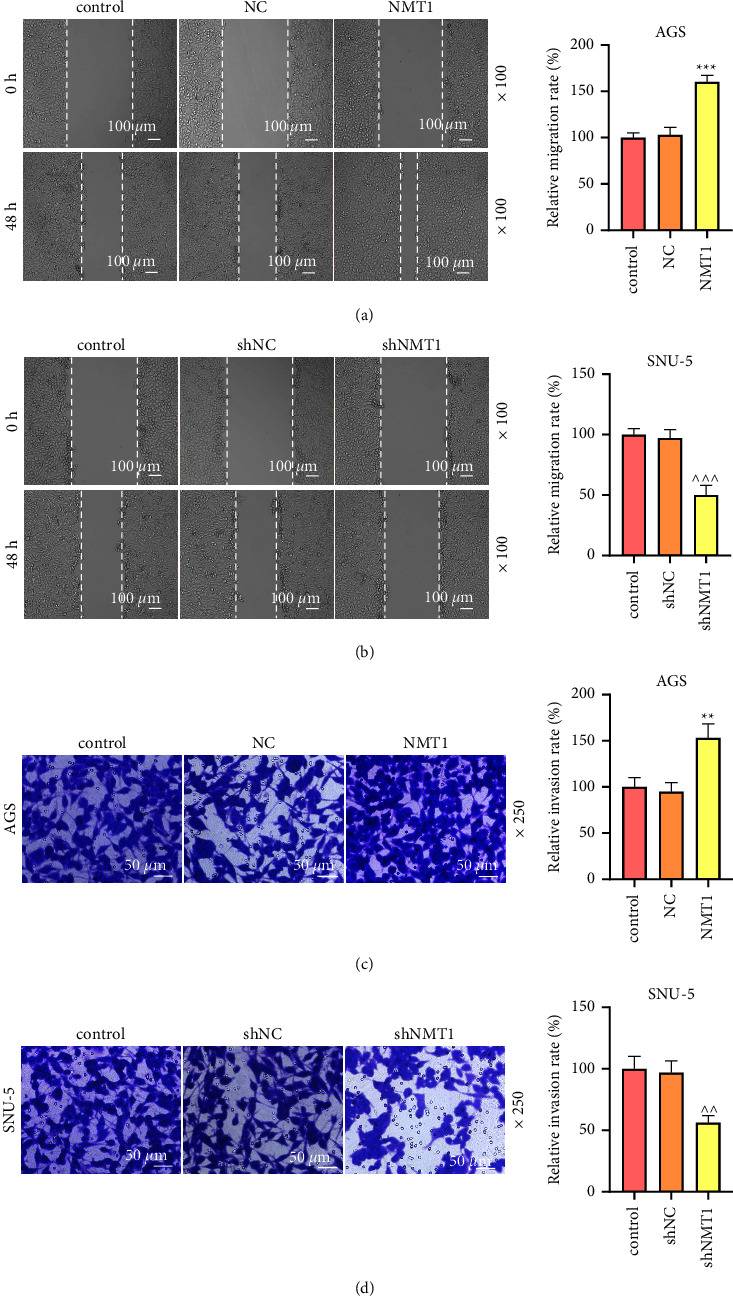 control NC NMT1
0 h
100 µm 100 µm 100 µm
× 100
48 h
100 µm 100 µm 100 µm
× 100
AGS
Relative migration rate (%)
200
150
100
50
0
***
control NC NMT1
(a)
control shNC shNMT1
0 h
100 µm 100 µm 100 µm
× 100
48 h
100 µm 100 µm 100 µm
× 100
SNU-5
Relative migration rate (%)
150
100
50
0
^^^
control shNC shNMT1
(b)
control NC NMT1
AGS
50 µm 50 µm 50 µm
× 250
AGS
Relative invasion rate (%)
200
150
100
50
0
**
control NC NMT1
(c)
control shNC shNMT1
SNU-5
50 µm 50 µm 50 µm
× 250
SNU-5
Relative invasion rate (%)
150
100
50
0
^^
control shNC shNMT1
(d)